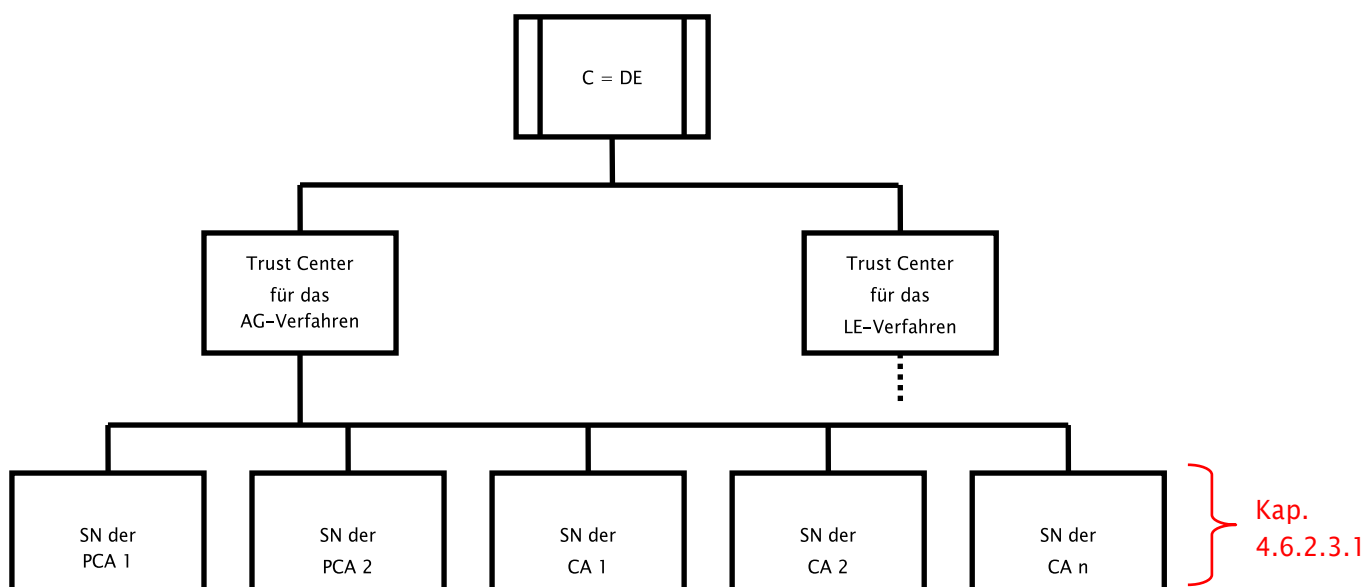 C = DE
Trust Center
für das
AG-Verfahren
Trust Center
für das
LE-Verfahren
SN der
PCA 1
SN der
PCA 2
SN der
CA 1
SN der
CA 2
SN der
CA n
Kap.
4.6.2.3.1